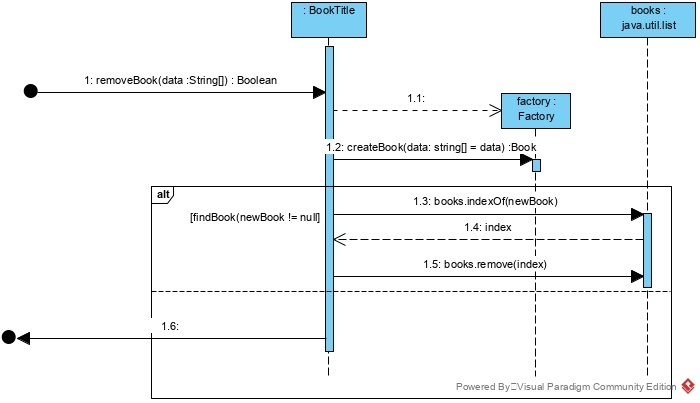 : BookTitle
books :
java.util.list
1: removeBook(data :String[]) : Boolean
1.1:
factory :
Factory
1.2: createBook(data: string[] = data) :Book
alt
[findBook(newBook != null]
1.3: books.indexOf(newBook)
1.4: index
1.5: books.remove(index)
1.6:
Powered By Visual Paradigm Community Edition